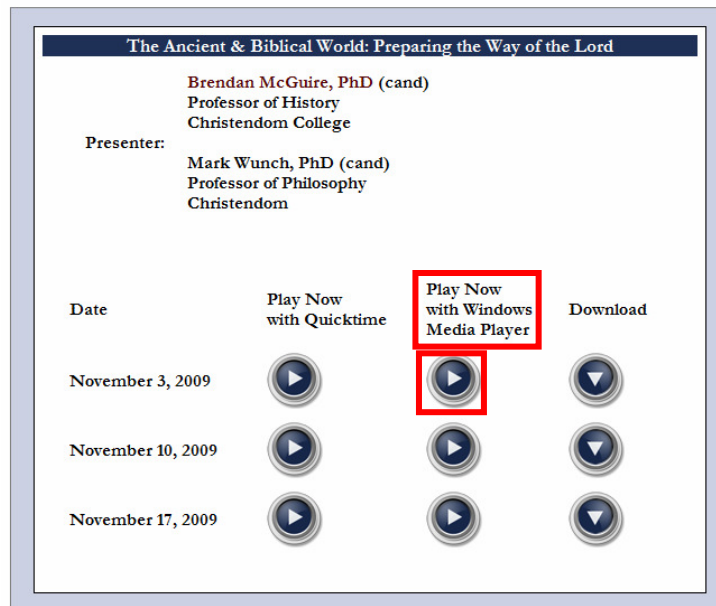 The Ancient & Biblical World: Preparing the Way of the Lord
Brendan McGuire, PhD (cand)
Professor of History
Christendom College
Presenter:
Mark Wunch, PhD (cand)
Professor of Philosophy
Christendom
Date
Play Now
with Quicktime
Play Now
with Windows
Media Player
Download
November 3, 2009
November 10, 2009
November 17, 2009